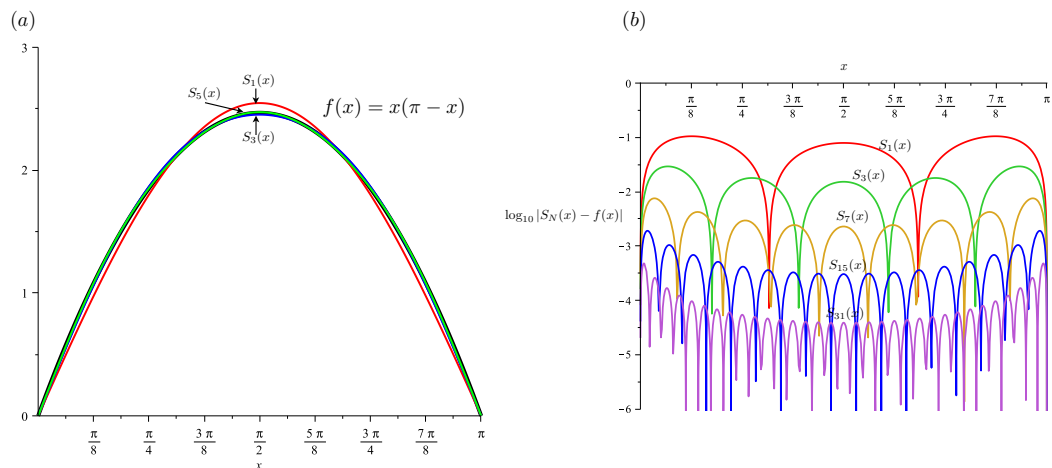 (a)
3
2
1
0
S₁(x)
S₅(x)
S₃(x)
f(x) = x(π − x)
π/8 π/4 3π/8 π/2 5π/8 3π/4 7π/8 π
x
(b)
x
0
π/8 π/4 3π/8 π/2 5π/8 3π/4 7π/8 π
−1
−2
−3
−4
−5
−6
log₁₀|S_N(x) − f(x)|
S₁(x)
S₃(x)
S₇(x)
S₁₅(x)
S₃₁(x)